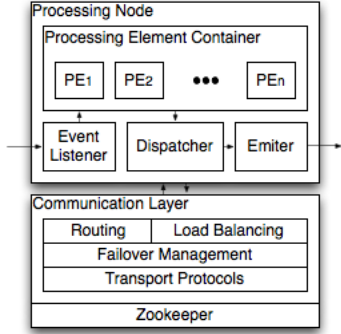 Processing Node
Processing Element Container
PE1 PE2 ●●● PEn
Event
Listener
Dispatcher
Emiter
Communication Layer
Routing Load Balancing
Failover Management
Transport Protocols
Zookeeper